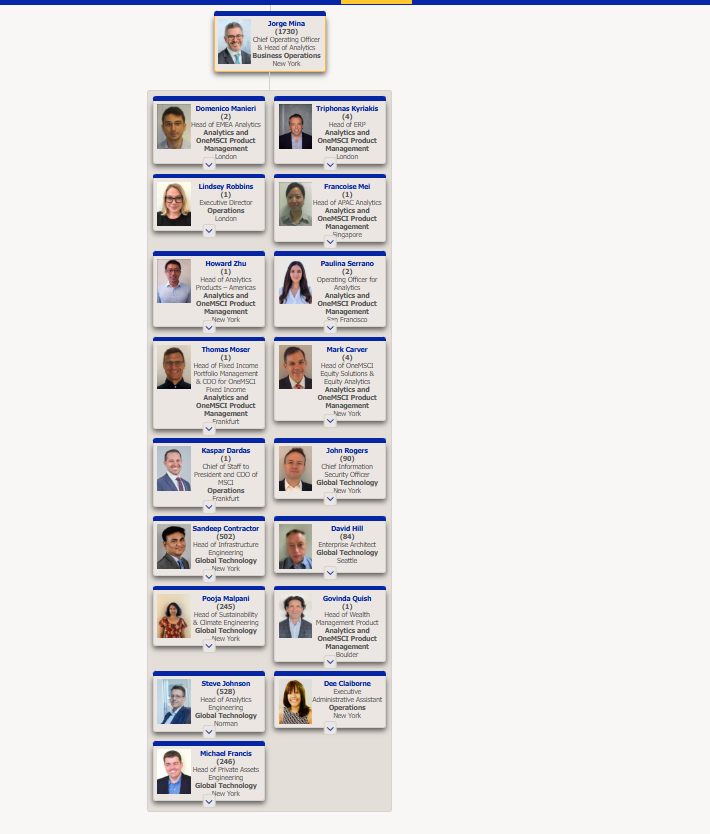 Jorge Mina
(1730)
Chief Operating Officer
& Head of Analytics
Business Operations
New York
Domenico Manieri
(2)
Head of EMEA Analytics
Analytics and
OneMSCI Product
Management
London
Triphonas Kyriakis
(4)
Head of ERP
Analytics and
OneMSCI Product
Management
London
Lindsey Robbins
(1)
Executive Director
Operations
London
Francoise Mei
(1)
Head of APAC Analytics
Analytics and
OneMSCI Product
Management
Singapore
Howard Zhu
(1)
Head of Analytics
Products – Americas
Analytics and
OneMSCI Product
Management
New York
Paulina Serrano
(2)
Operating Officer for
Analytics
Analytics and
OneMSCI Product
Management
San Francisco
Thomas Moser
(1)
Head of Fixed Income
Portfolio Management
& COO for OneMSCI
Fixed Income
Analytics and
OneMSCI Product
Management
Frankfurt
Mark Carver
(4)
Head of OneMSCI
Equity Solutions &
Equity Analytics
Analytics and
OneMSCI Product
Management
New York
Kaspar Dardas
(1)
Chief of Staff to
President and COO of
MSCI
Operations
Frankfurt
John Rogers
(90)
Chief Information
Security Officer
Global Technology
New York
Sandeep Contractor
(502)
Head of Infrastructure
Engineering
Global Technology
New York
David Hill
(84)
Enterprise Architect
Global Technology
Seattle
Pooja Malpani
(245)
Head of Sustainability
& Climate Engineering
Global Technology
New York
Govinda Quish
(1)
Head of Wealth
Management Product
Analytics and
OneMSCI Product
Management
Boulder
Steve Johnson
(528)
Head of Analytics
Engineering
Global Technology
Norman
Dee Claiborne
Executive
Administrative Assistant
Operations
New York
Michael Francis
(246)
Head of Private Assets
Engineering
Global Technology
New York